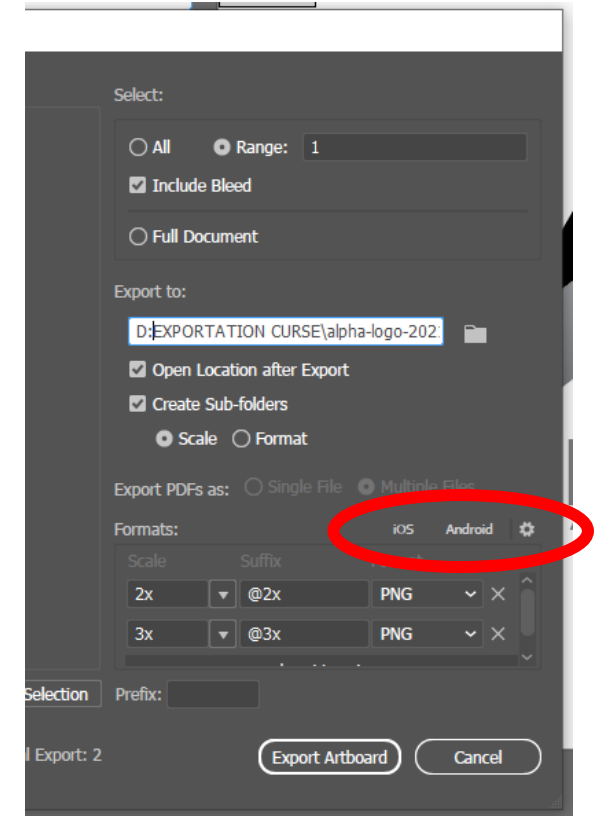 Select:
All Range: 1
Include Bleed
Full Document
Export to:
D:EXPORTATION CURSE\alpha-logo-202
Open Location after Export
Create Sub-folders
Scale Format
Export PDFs as: Single File Multiple Files
Formats: iOS Android
Scale Suffix
2x @2x PNG
3x @3x PNG
Selection Prefix:
l Export: 2 Export Artboard Cancel